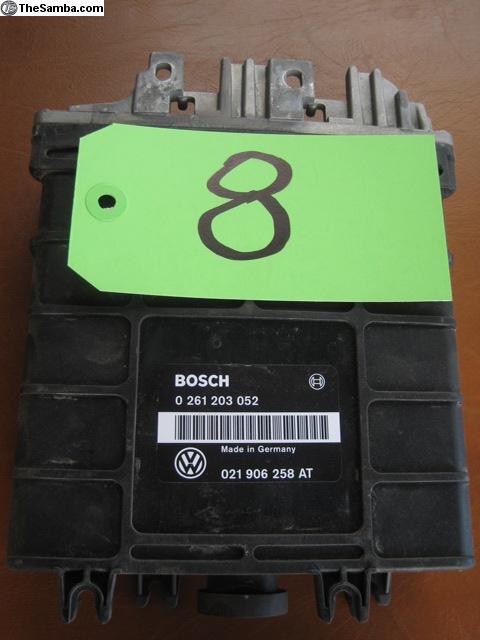 TheSamba.com
8
BOSCH
0 261 203 052
Made in Germany
021 906 258 AT